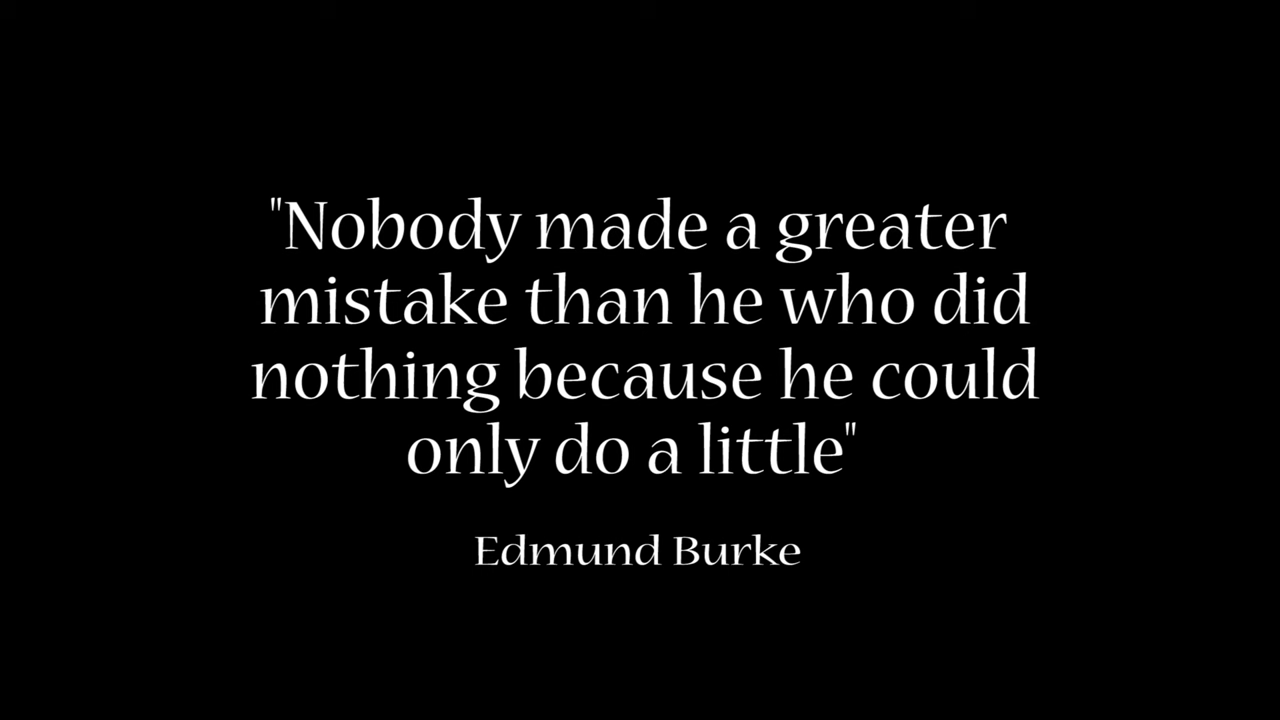 "Nobody made a greater
mistake than he who did
nothing because he could
only do a little"
Edmund Burke